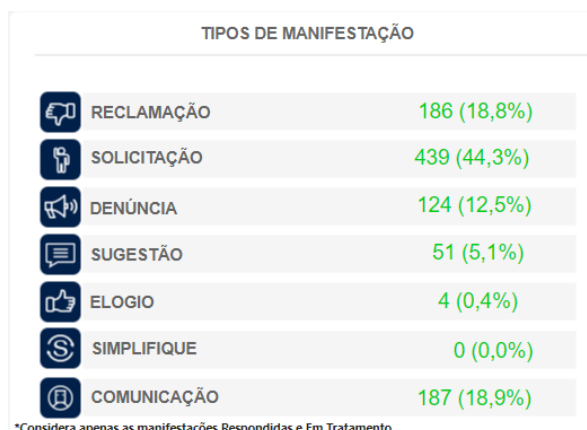 TIPOS DE MANIFESTAÇÃO
RECLAMAÇÃO 186 (18,8%)
SOLICITAÇÃO 439 (44,3%)
DENÚNCIA 124 (12,5%)
SUGESTÃO 51 (5,1%)
ELOGIO 4 (0,4%)
SIMPLIFIQUE 0 (0,0%)
COMUNICAÇÃO 187 (18,9%)
*Considera apenas as manifestações Respondidas e Em Tratamento